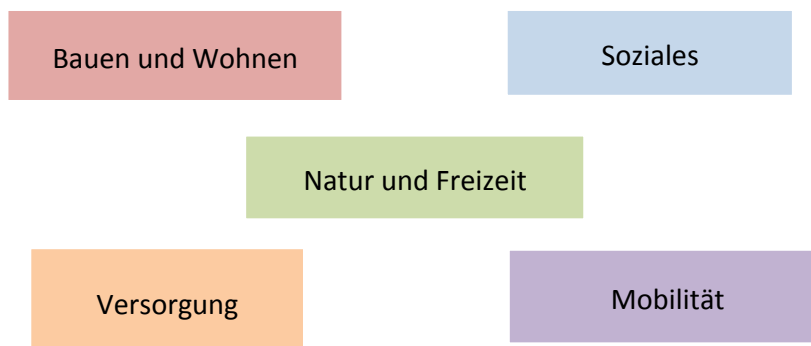 Bauen und Wohnen
Soziales
Natur und Freizeit
Versorgung
Mobilität